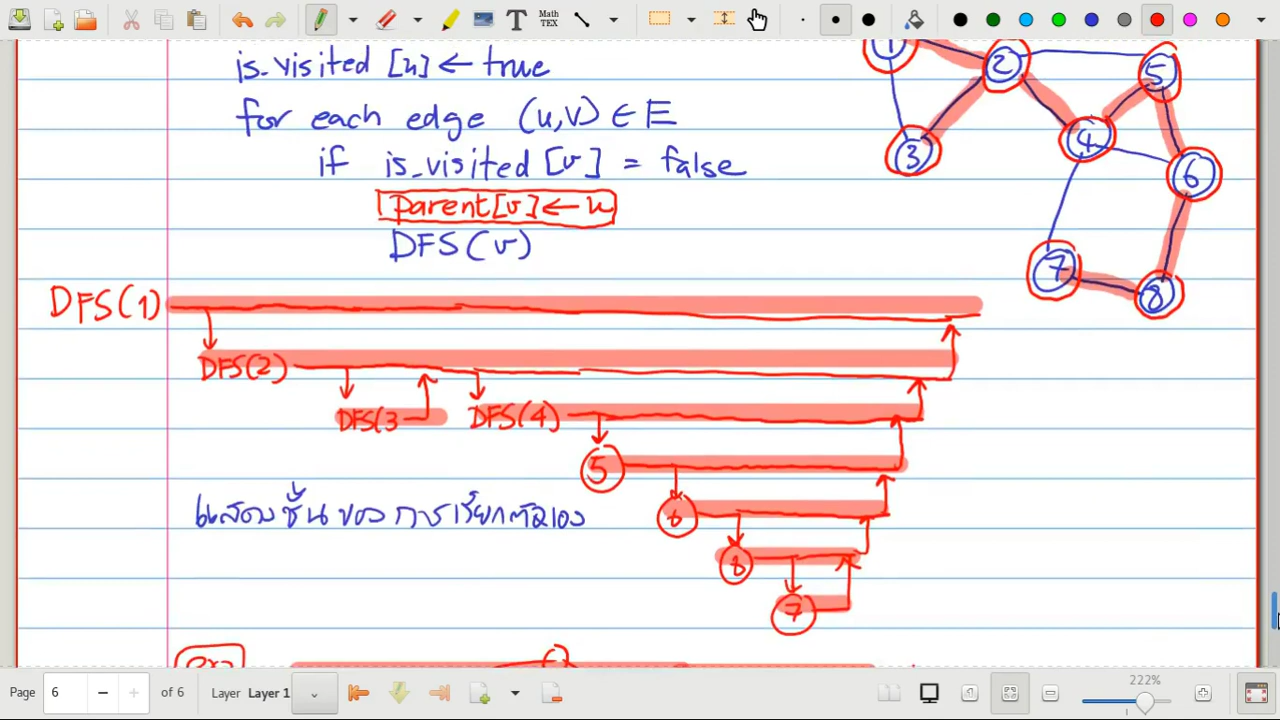 Math
TEX
is_visited [u] ← true
for each edge (u,v) ∈ E
if is_visited [v] = false
Parent[v] ← u
DFS(v)
1
2
5
3
4
6
7
8
DFS(1)
DFS(2)
DFS(3
DFS(4)
5
แสดงชั้นของการเรียกตัวเอง
6
8
7
Page 6 of 6 Layer Layer 1 222%